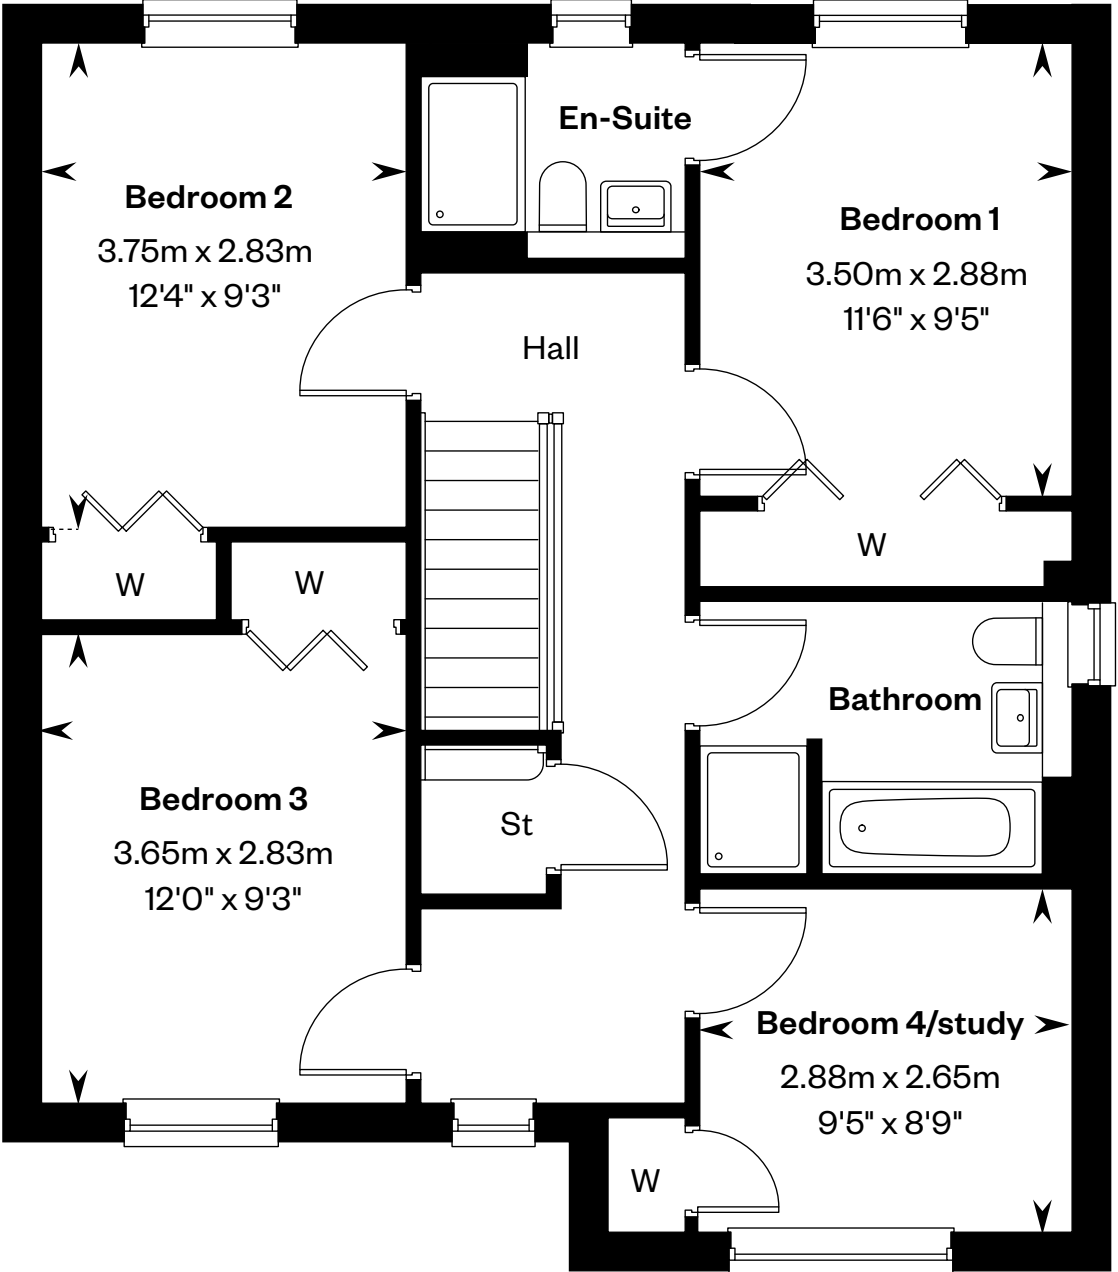 En-Suite
Bedroom 2
3.75m x 2.83m
12'4" x 9'3"
Bedroom 1
3.50m x 2.88m
11'6" x 9'5"
Hall
W
W
W
Bathroom
Bedroom 3
3.65m x 2.83m
12'0" x 9'3"
St
Bedroom 4/study
2.88m x 2.65m
9'5" x 8'9"
W